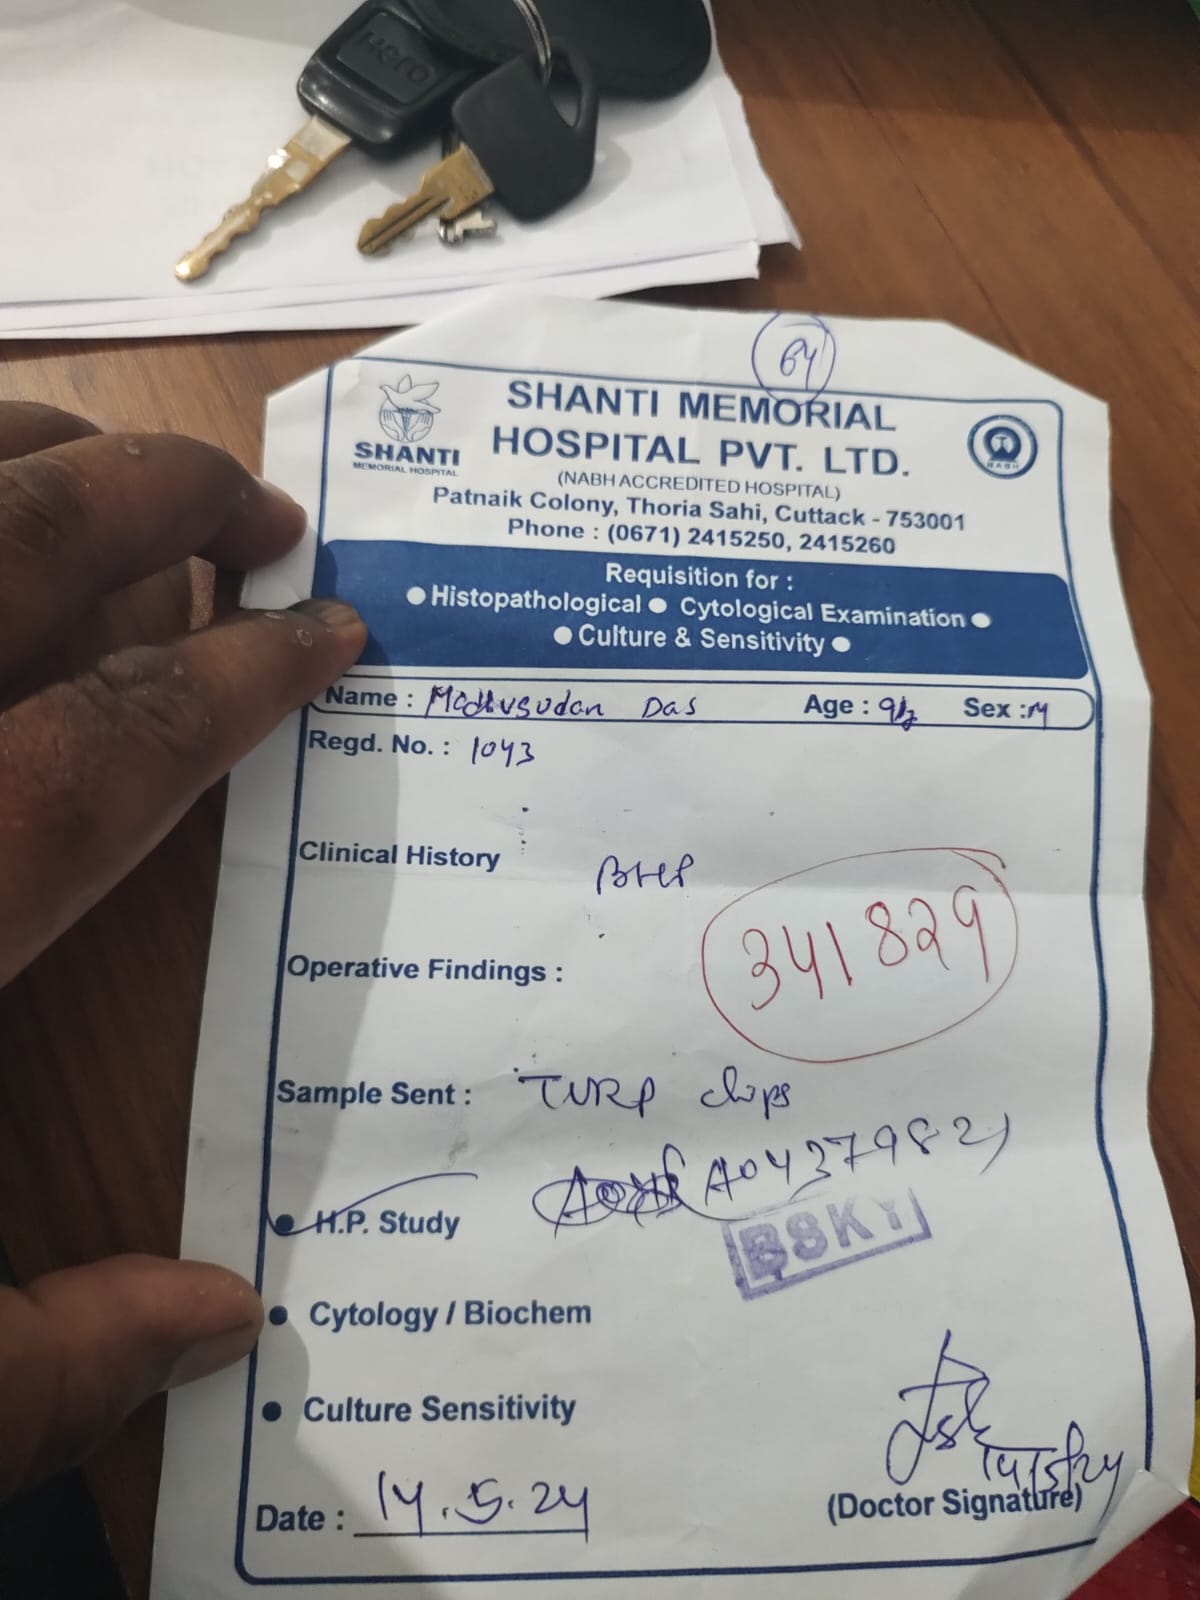 HERO
64
SHANTI MEMORIAL
HOSPITAL PVT. LTD.
SHANTI
MEMORIAL HOSPITAL
NABH
(NABH ACCREDITED HOSPITAL)
Patnaik Colony, Thoria Sahi, Cuttack - 753001
Phone : (0671) 2415250, 2415260
Requisition for :
● Histopathological ● Cytological Examination ●
● Culture & Sensitivity ●
Name : Madhusudan Das Age : Sex : M
Regd. No. : 1043
Clinical History BHP
341829
Operative Findings :
Sample Sent : TURP chips
A04379821
● H.P. Study
BSKY
● Cytology / Biochem
● Culture Sensitivity
14/5/24
Date : 14.5.24 (Doctor Signature)